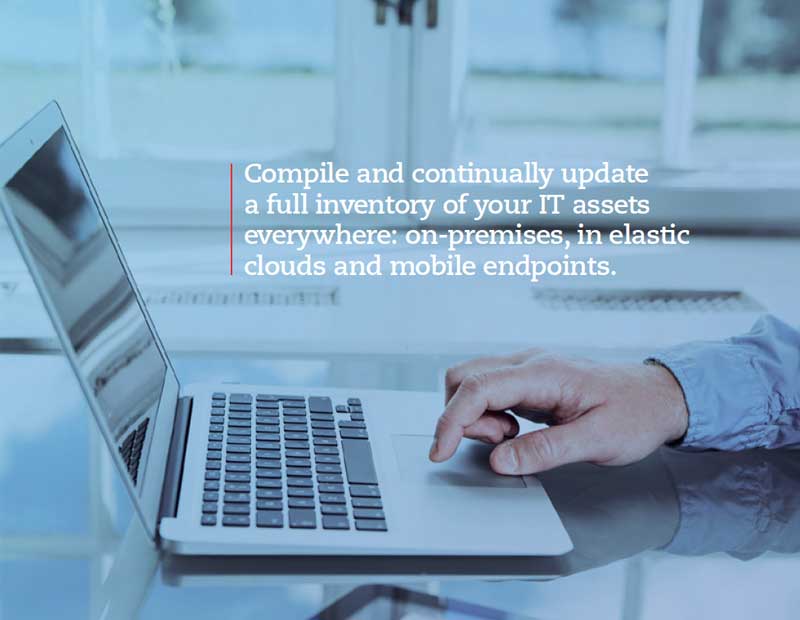 Compile and continually update
a full inventory of your IT assets
everywhere: on-premises, in elastic
clouds and mobile endpoints.